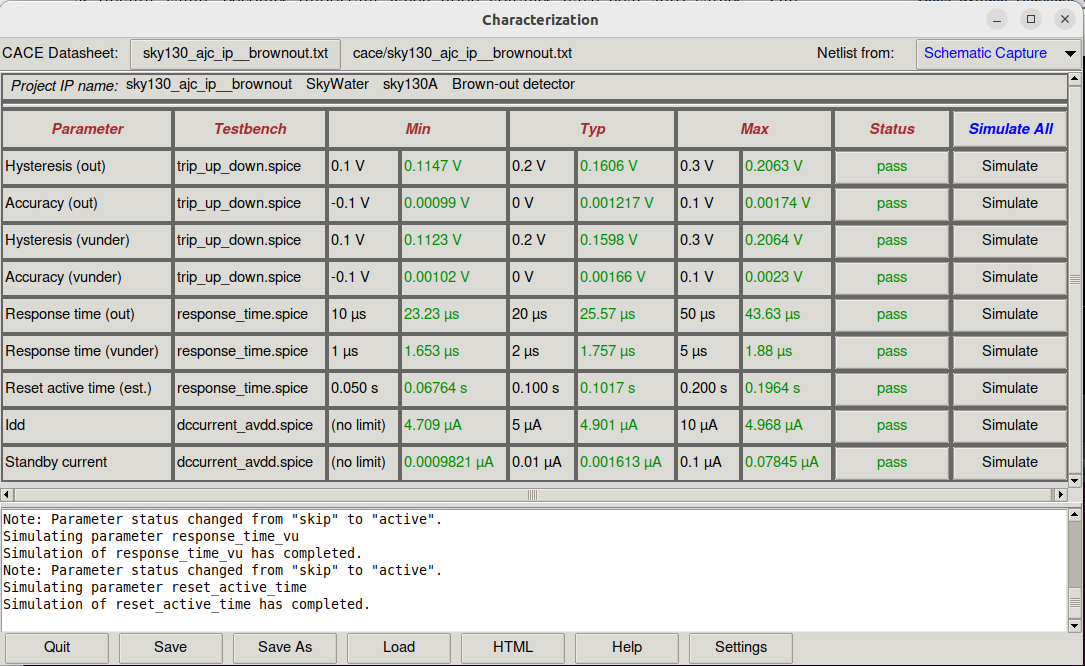 Characterization
CACE Datasheet: sky130_ajc_ip__brownout.txt cace/sky130_ajc_ip__brownout.txt Netlist from: Schematic Capture
Project IP name: sky130_ajc_ip__brownout SkyWater sky130A Brown-out detector
Parameter Testbench Min Typ Max Status Simulate All
Hysteresis (out) trip_up_down.spice 0.1 V 0.1147 V 0.2 V 0.1606 V 0.3 V 0.2063 V pass Simulate
Accuracy (out) trip_up_down.spice -0.1 V 0.00099 V 0 V 0.001217 V 0.1 V 0.00174 V pass Simulate
Hysteresis (vunder) trip_up_down.spice 0.1 V 0.1123 V 0.2 V 0.1598 V 0.3 V 0.2064 V pass Simulate
Accuracy (vunder) trip_up_down.spice -0.1 V 0.00102 V 0 V 0.00166 V 0.1 V 0.0023 V pass Simulate
Response time (out) response_time.spice 10 µs 23.23 µs 20 µs 25.57 µs 50 µs 43.63 µs pass Simulate
Response time (vunder) response_time.spice 1 µs 1.653 µs 2 µs 1.757 µs 5 µs 1.88 µs pass Simulate
Reset active time (est.) response_time.spice 0.050 s 0.06764 s 0.100 s 0.1017 s 0.200 s 0.1964 s pass Simulate
Idd dccurrent_avdd.spice (no limit) 4.709 µA 5 µA 4.901 µA 10 µA 4.968 µA pass Simulate
Standby current dccurrent_avdd.spice (no limit) 0.0009821 µA 0.01 µA 0.001613 µA 0.1 µA 0.07845 µA pass Simulate
Note: Parameter status changed from "skip" to "active".
Simulating parameter response_time_vu
Simulation of response_time_vu has completed.
Note: Parameter status changed from "skip" to "active".
Simulating parameter reset_active_time
Simulation of reset_active_time has completed.
Quit Save Save As Load HTML Help Settings